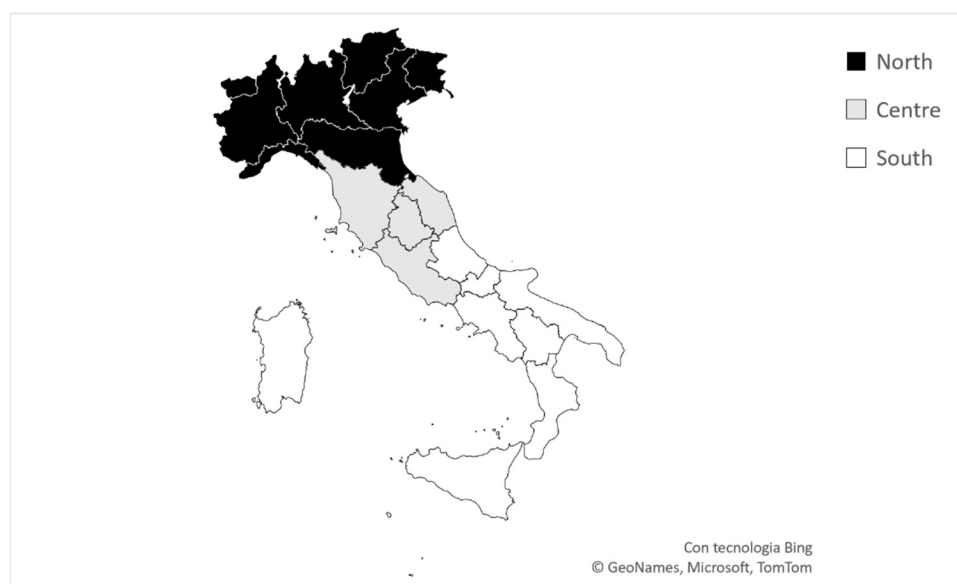 North
Centre
South
Con tecnologia Bing
© GeoNames, Microsoft, TomTom